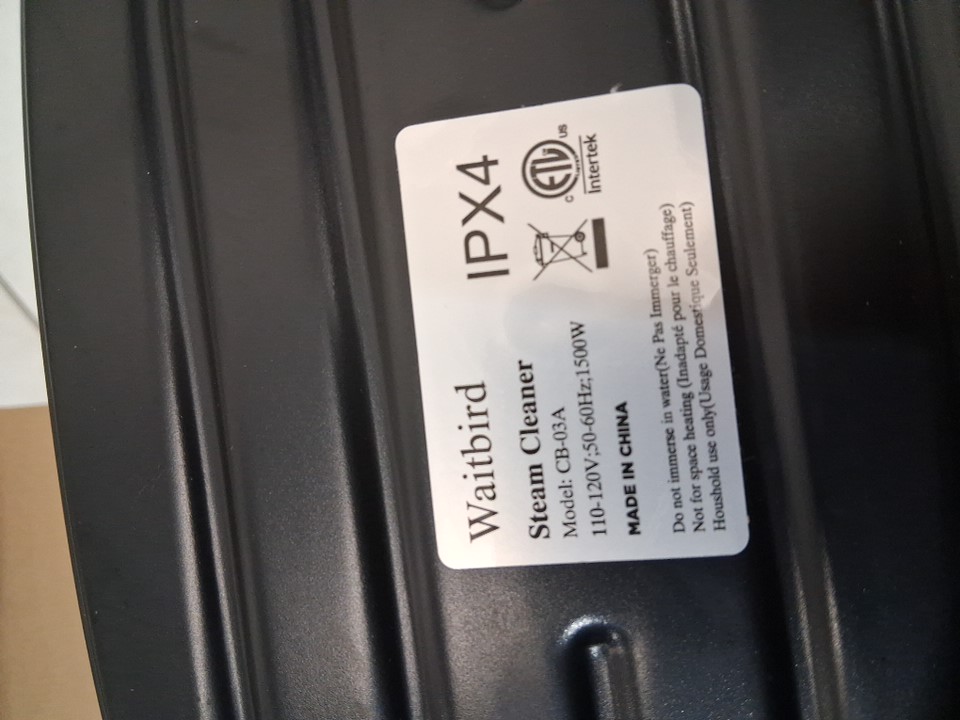 Waitbird
IPX4
Steam Cleaner
Model: CB-03A
110-120V;50-60Hz;1500W
MADE IN CHINA
C ETL US
Intertek
Do not immerse in water(Ne Pas Immerger)
Not for space heating (Inadapté pour le chauffage)
Houshold use only(Usage Domestique Seulement)